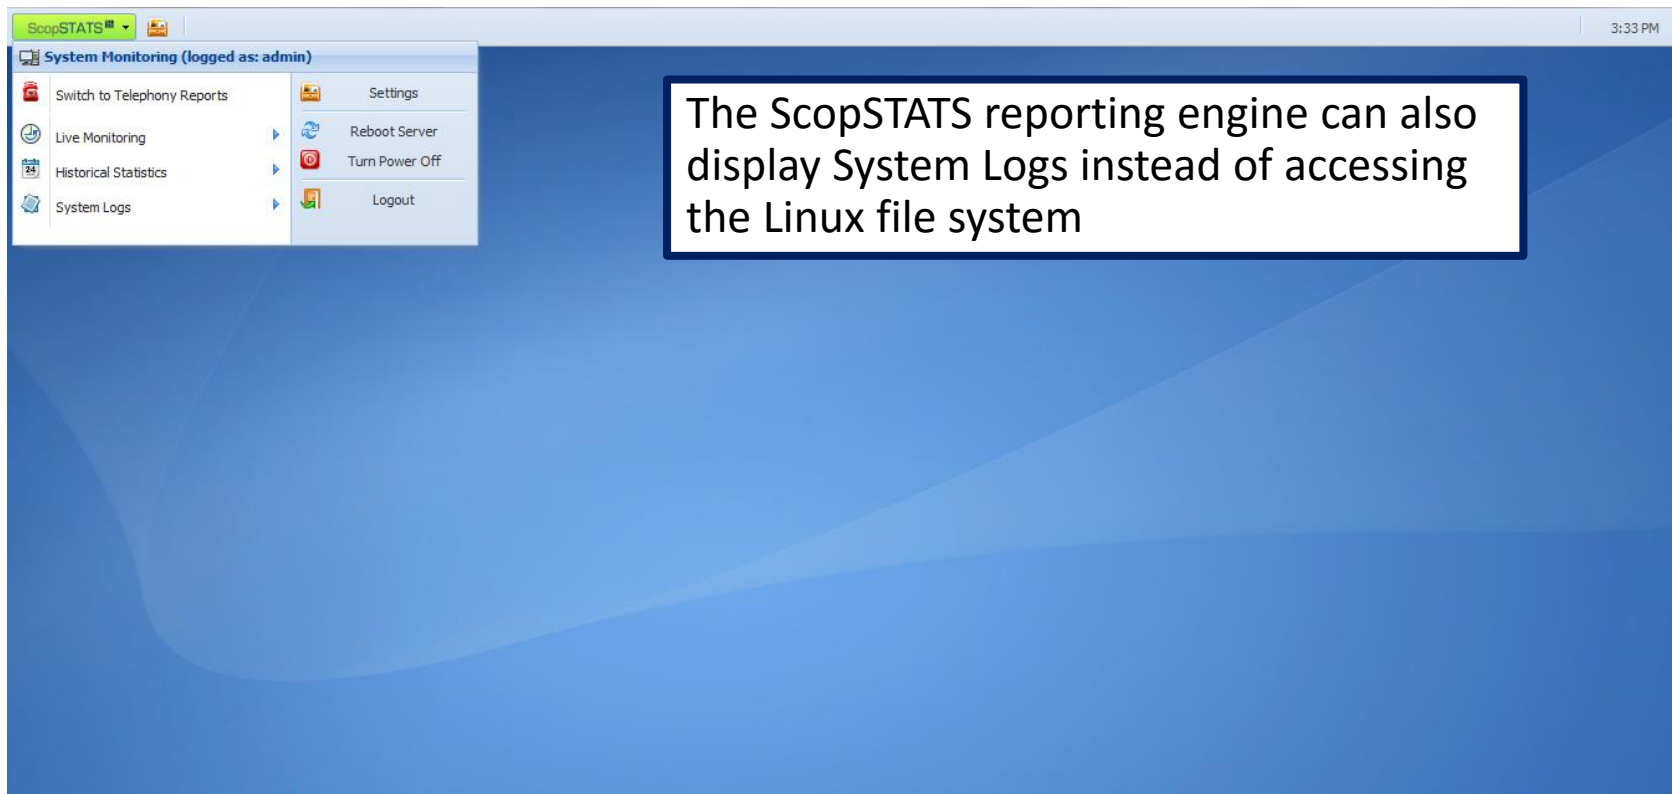 ScopSTATS
3:33 PM
System Monitoring (logged as: admin)
Switch to Telephony Reports
Live Monitoring
24
Historical Statistics
System Logs
Settings
Reboot Server
Turn Power Off
Logout
The ScopSTATS reporting engine can also
display System Logs instead of accessing
the Linux file system